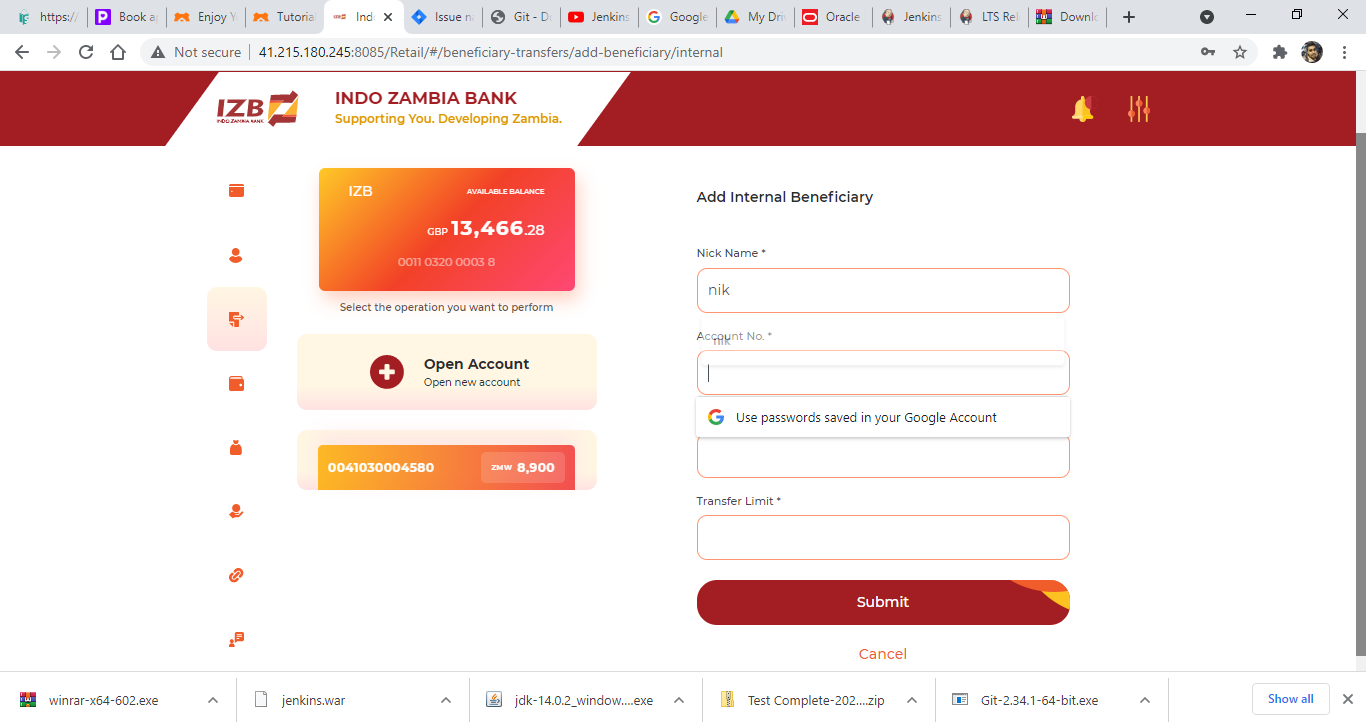 https:/
Book a
Enjoy Y
Tutoria
Ind
Issue n
Git - D
Jenkins
Google
My Dri
Oracle
Jenkins
LTS Rel
Downl
Not secure
41.215.180.245:8085/Retail/#/beneficiary-transfers/add-beneficiary/internal
IZB
INDO ZAMBIA BANK
INDO ZAMBIA BANK
Supporting You. Developing Zambia.
IZB
AVAILABLE BALANCE
GBP 13,466.28
0011 0320 0003 8
Select the operation you want to perform
Open Account
Open new account
0041030004580
ZMW 8,900
Add Internal Beneficiary
Nick Name *
nik
Account No. *
nik
Use passwords saved in your Google Account
Transfer Limit *
Submit
Cancel
winrar-x64-602.exe
jenkins.war
jdk-14.0.2_window....exe
Test Complete-202....zip
Git-2.34.1-64-bit.exe
Show all